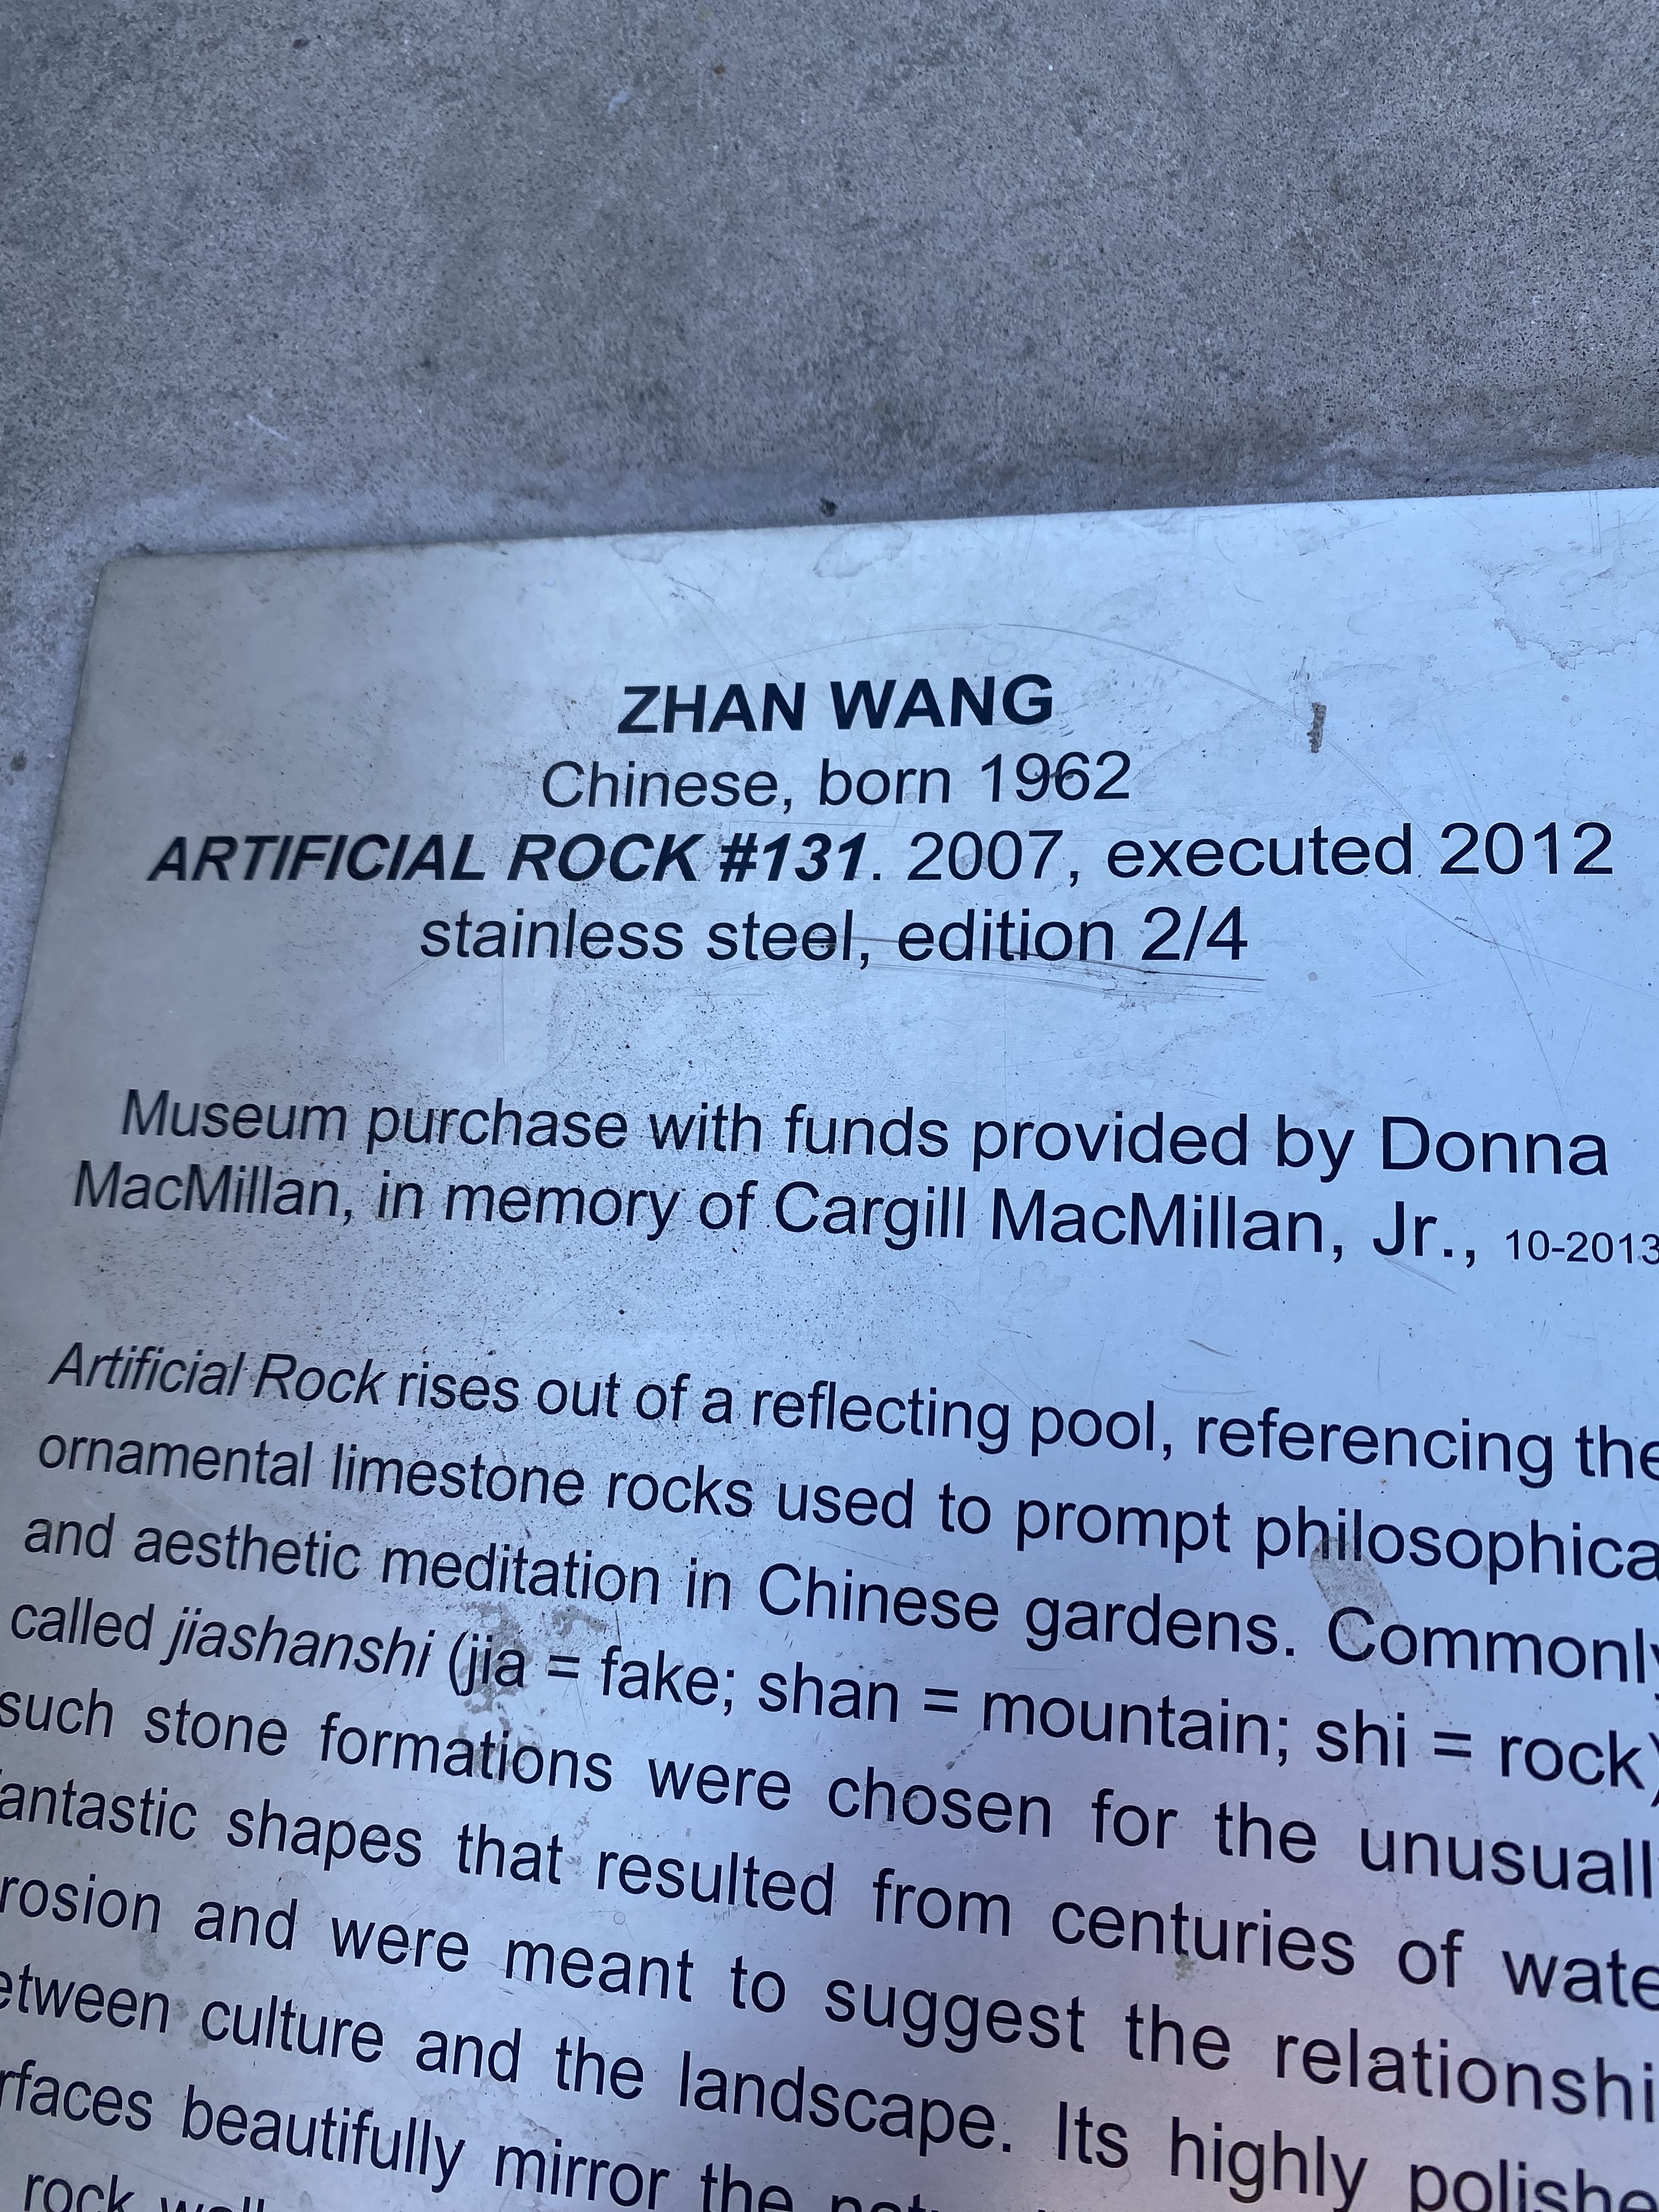 ZHAN WANG
Chinese, born 1962
ARTIFICIAL ROCK #131. 2007, executed 2012
stainless steel, edition 2/4
Museum purchase with funds provided by Donna
MacMillan, in memory of Cargill MacMillan, Jr., 10-2013
Artificial Rock rises out of a reflecting pool, referencing the
ornamental limestone rocks used to prompt philosophica
and aesthetic meditation in Chinese gardens. Commonly
called jiashanshi (jia = fake; shan = mountain; shi = rock)
such stone formations were chosen for the unusuall
antastic shapes that resulted from centuries of wate
rosion and were meant to suggest the relationshi
etween culture and the landscape. Its highly polishe
rfaces beautifully mirror the
rock